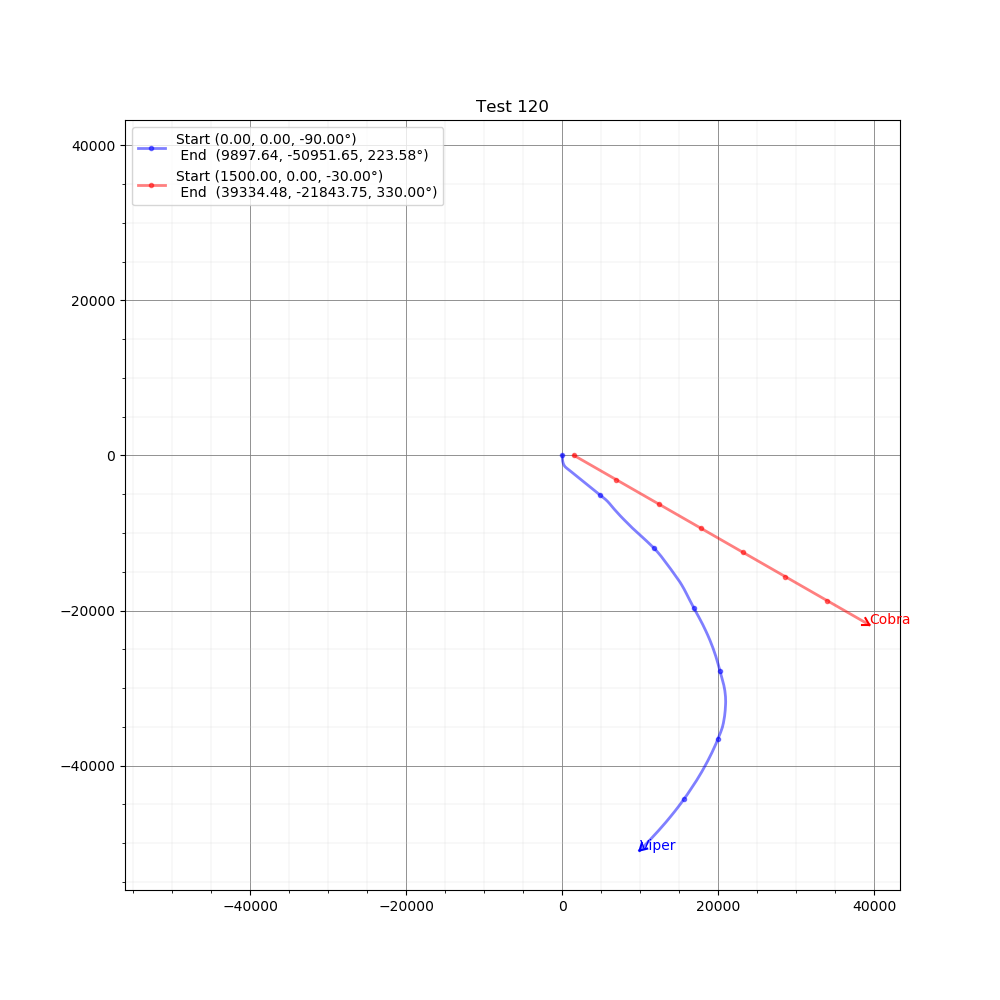 Test 120
Start (0.00, 0.00, -90.00°)
End (9897.64, -50951.65, 223.58°)
Start (1500.00, 0.00, -30.00°)
End (39334.48, -21843.75, 330.00°)
40000
20000
0
−20000
−40000
Cobra
Viper
−40000
−20000
0
20000
40000